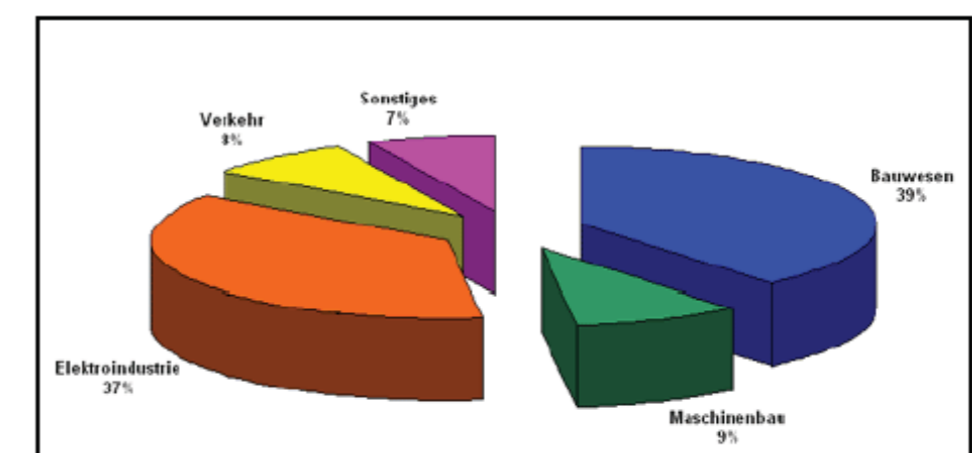 Sonstiges
7%
Verkehr
8%
Bauwesen
39%
Elektroindustrie
37%
Maschinenbau
9%